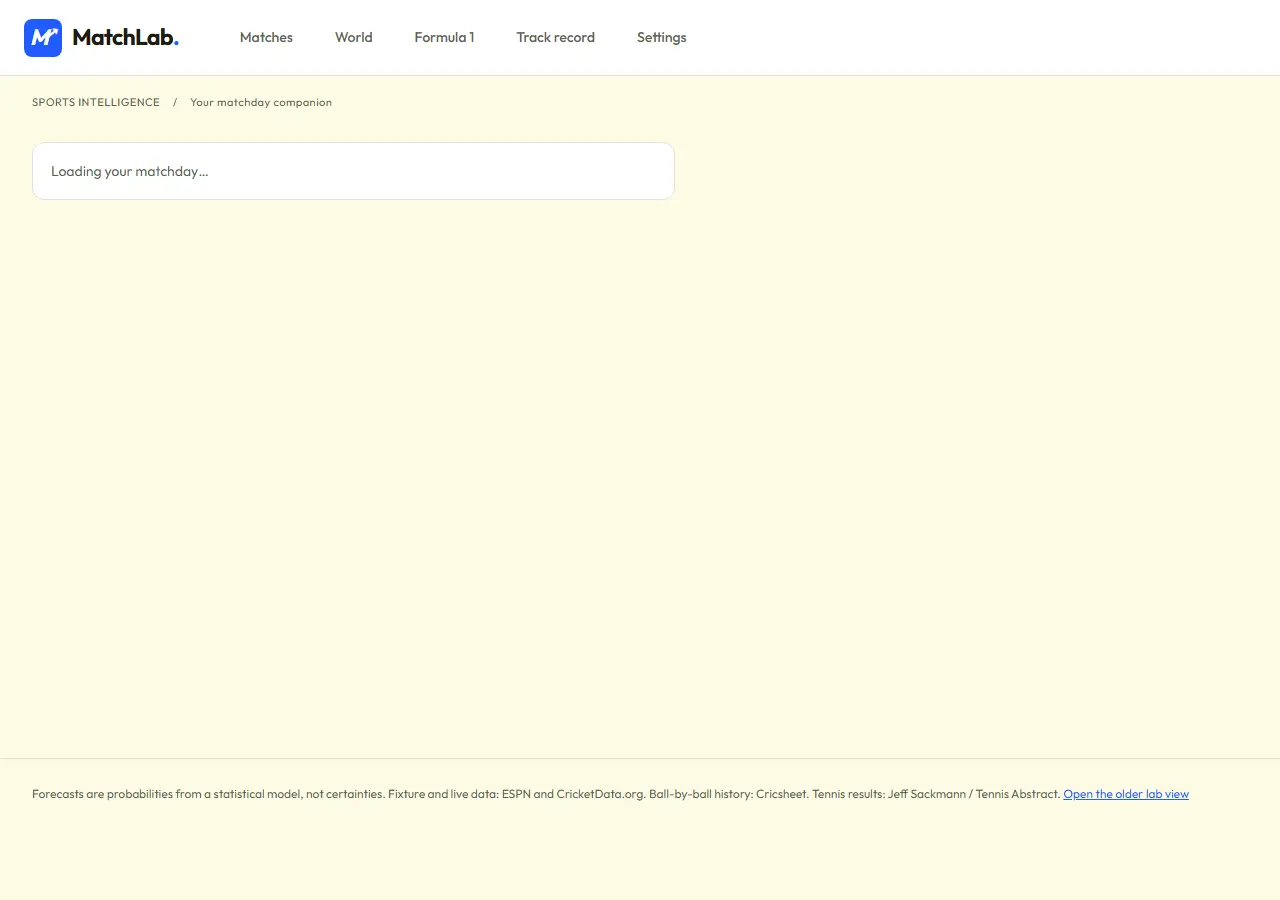 MatchLab.
Matches
World
Formula 1
Track record
Settings
SPORTS INTELLIGENCE / Your matchday companion
Loading your matchday…
Forecasts are probabilities from a statistical model, not certainties. Fixture and live data: ESPN and CricketData.org. Ball-by-ball history: Cricsheet. Tennis results: Jeff Sackmann / Tennis Abstract. Open the older lab view